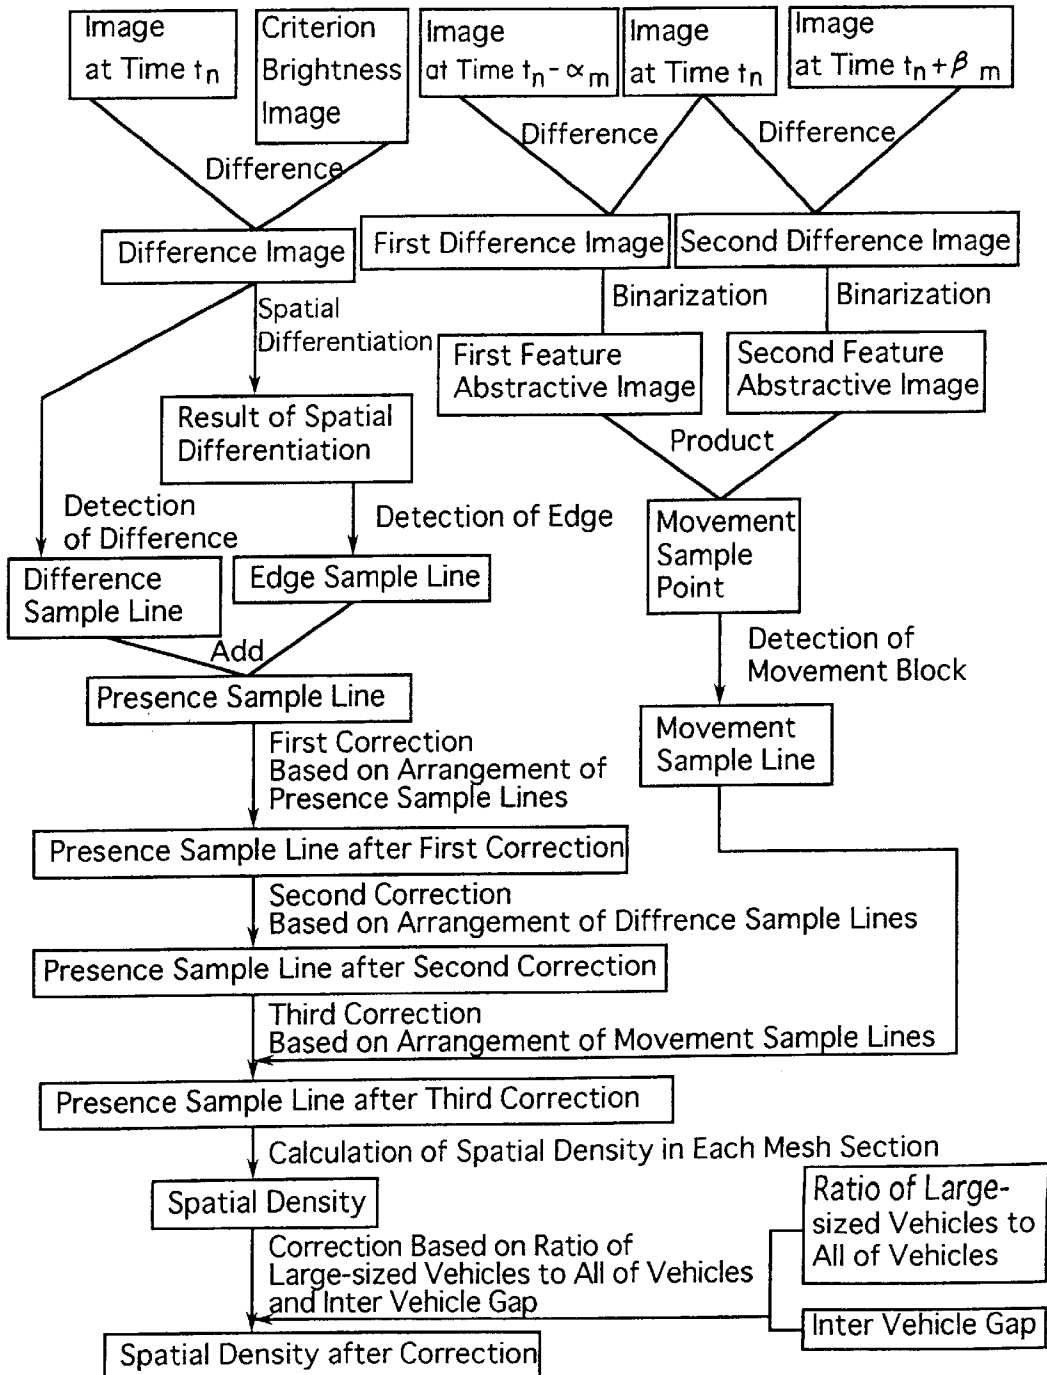 Image
at Time tn
Criterion
Brightness
Image
Image
at Time tn - αm
Image
at Time tn
Image
at Time tn + βm
Difference
Difference
Difference
Difference Image
First Difference Image
Second Difference Image
Spatial
Differentiation
Binarization
Binarization
First Feature
Abstractive Image
Second Feature
Abstractive Image
Result of Spatial
Differentiation
Product
Detection
of Difference
Detection of Edge
Movement
Sample
Point
Difference
Sample Line
Edge Sample Line
Add
Detection of
Movement Block
Presence Sample Line
Movement
Sample Line
First Correction
Based on Arrangement of
Presence Sample Lines
Presence Sample Line after First Correction
Second Correction
Based on Arrangement of Diffrence Sample Lines
Presence Sample Line after Second Correction
Third Correction
Based on Arrangement of Movement Sample Lines
Presence Sample Line after Third Correction
Calculation of Spatial Density in Each Mesh Section
Spatial Density
Ratio of Large-
sized Vehicles to
All of Vehicles
Correction Based on Ratio of
Large-sized Vehicles to All of Vehicles
and Inter Vehicle Gap
Inter Vehicle Gap
Spatial Density after Correction